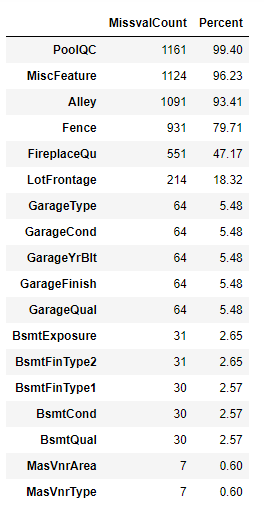 MissvalCount Percent
PoolQC 1161 99.40
MiscFeature 1124 96.23
Alley 1091 93.41
Fence 931 79.71
FireplaceQu 551 47.17
LotFrontage 214 18.32
GarageType 64 5.48
GarageCond 64 5.48
GarageYrBlt 64 5.48
GarageFinish 64 5.48
GarageQual 64 5.48
BsmtExposure 31 2.65
BsmtFinType2 31 2.65
BsmtFinType1 30 2.57
BsmtCond 30 2.57
BsmtQual 30 2.57
MasVnrArea 7 0.60
MasVnrType 7 0.60